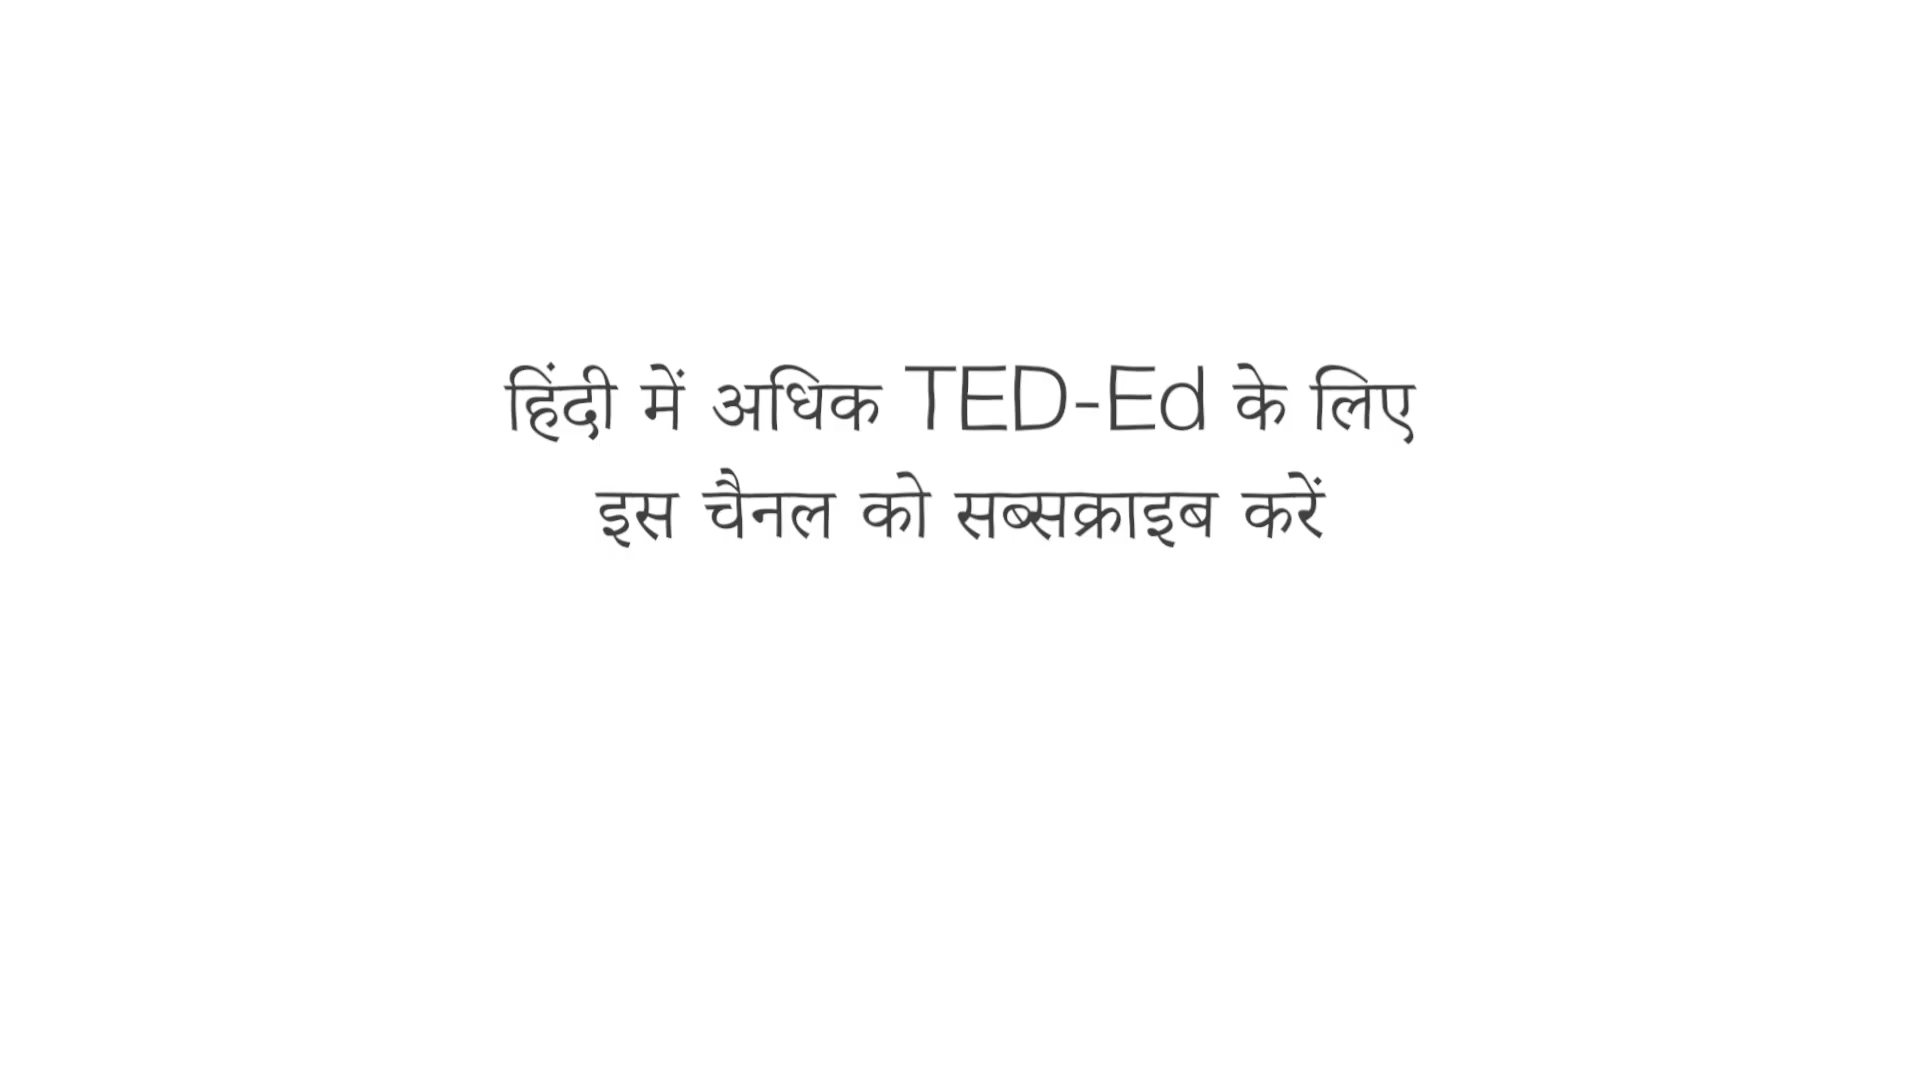 हिंदी में अधिक TED-Ed के लिए
इस चैनल को सब्सक्राइब करें